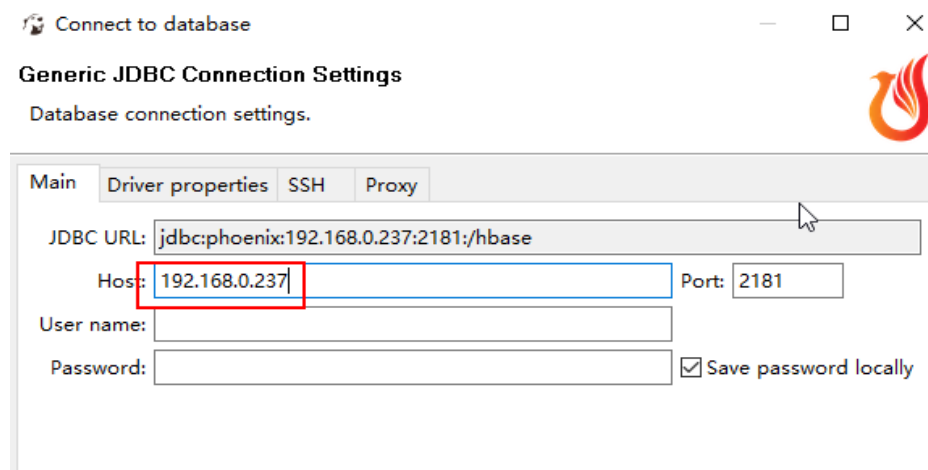 Connect to database
Generic JDBC Connection Settings
Database connection settings.
Main Driver properties SSH Proxy
JDBC URL: jdbc:phoenix:192.168.0.237:2181:/hbase
Host: 192.168.0.237 Port: 2181
User name:
Password: Save password locally